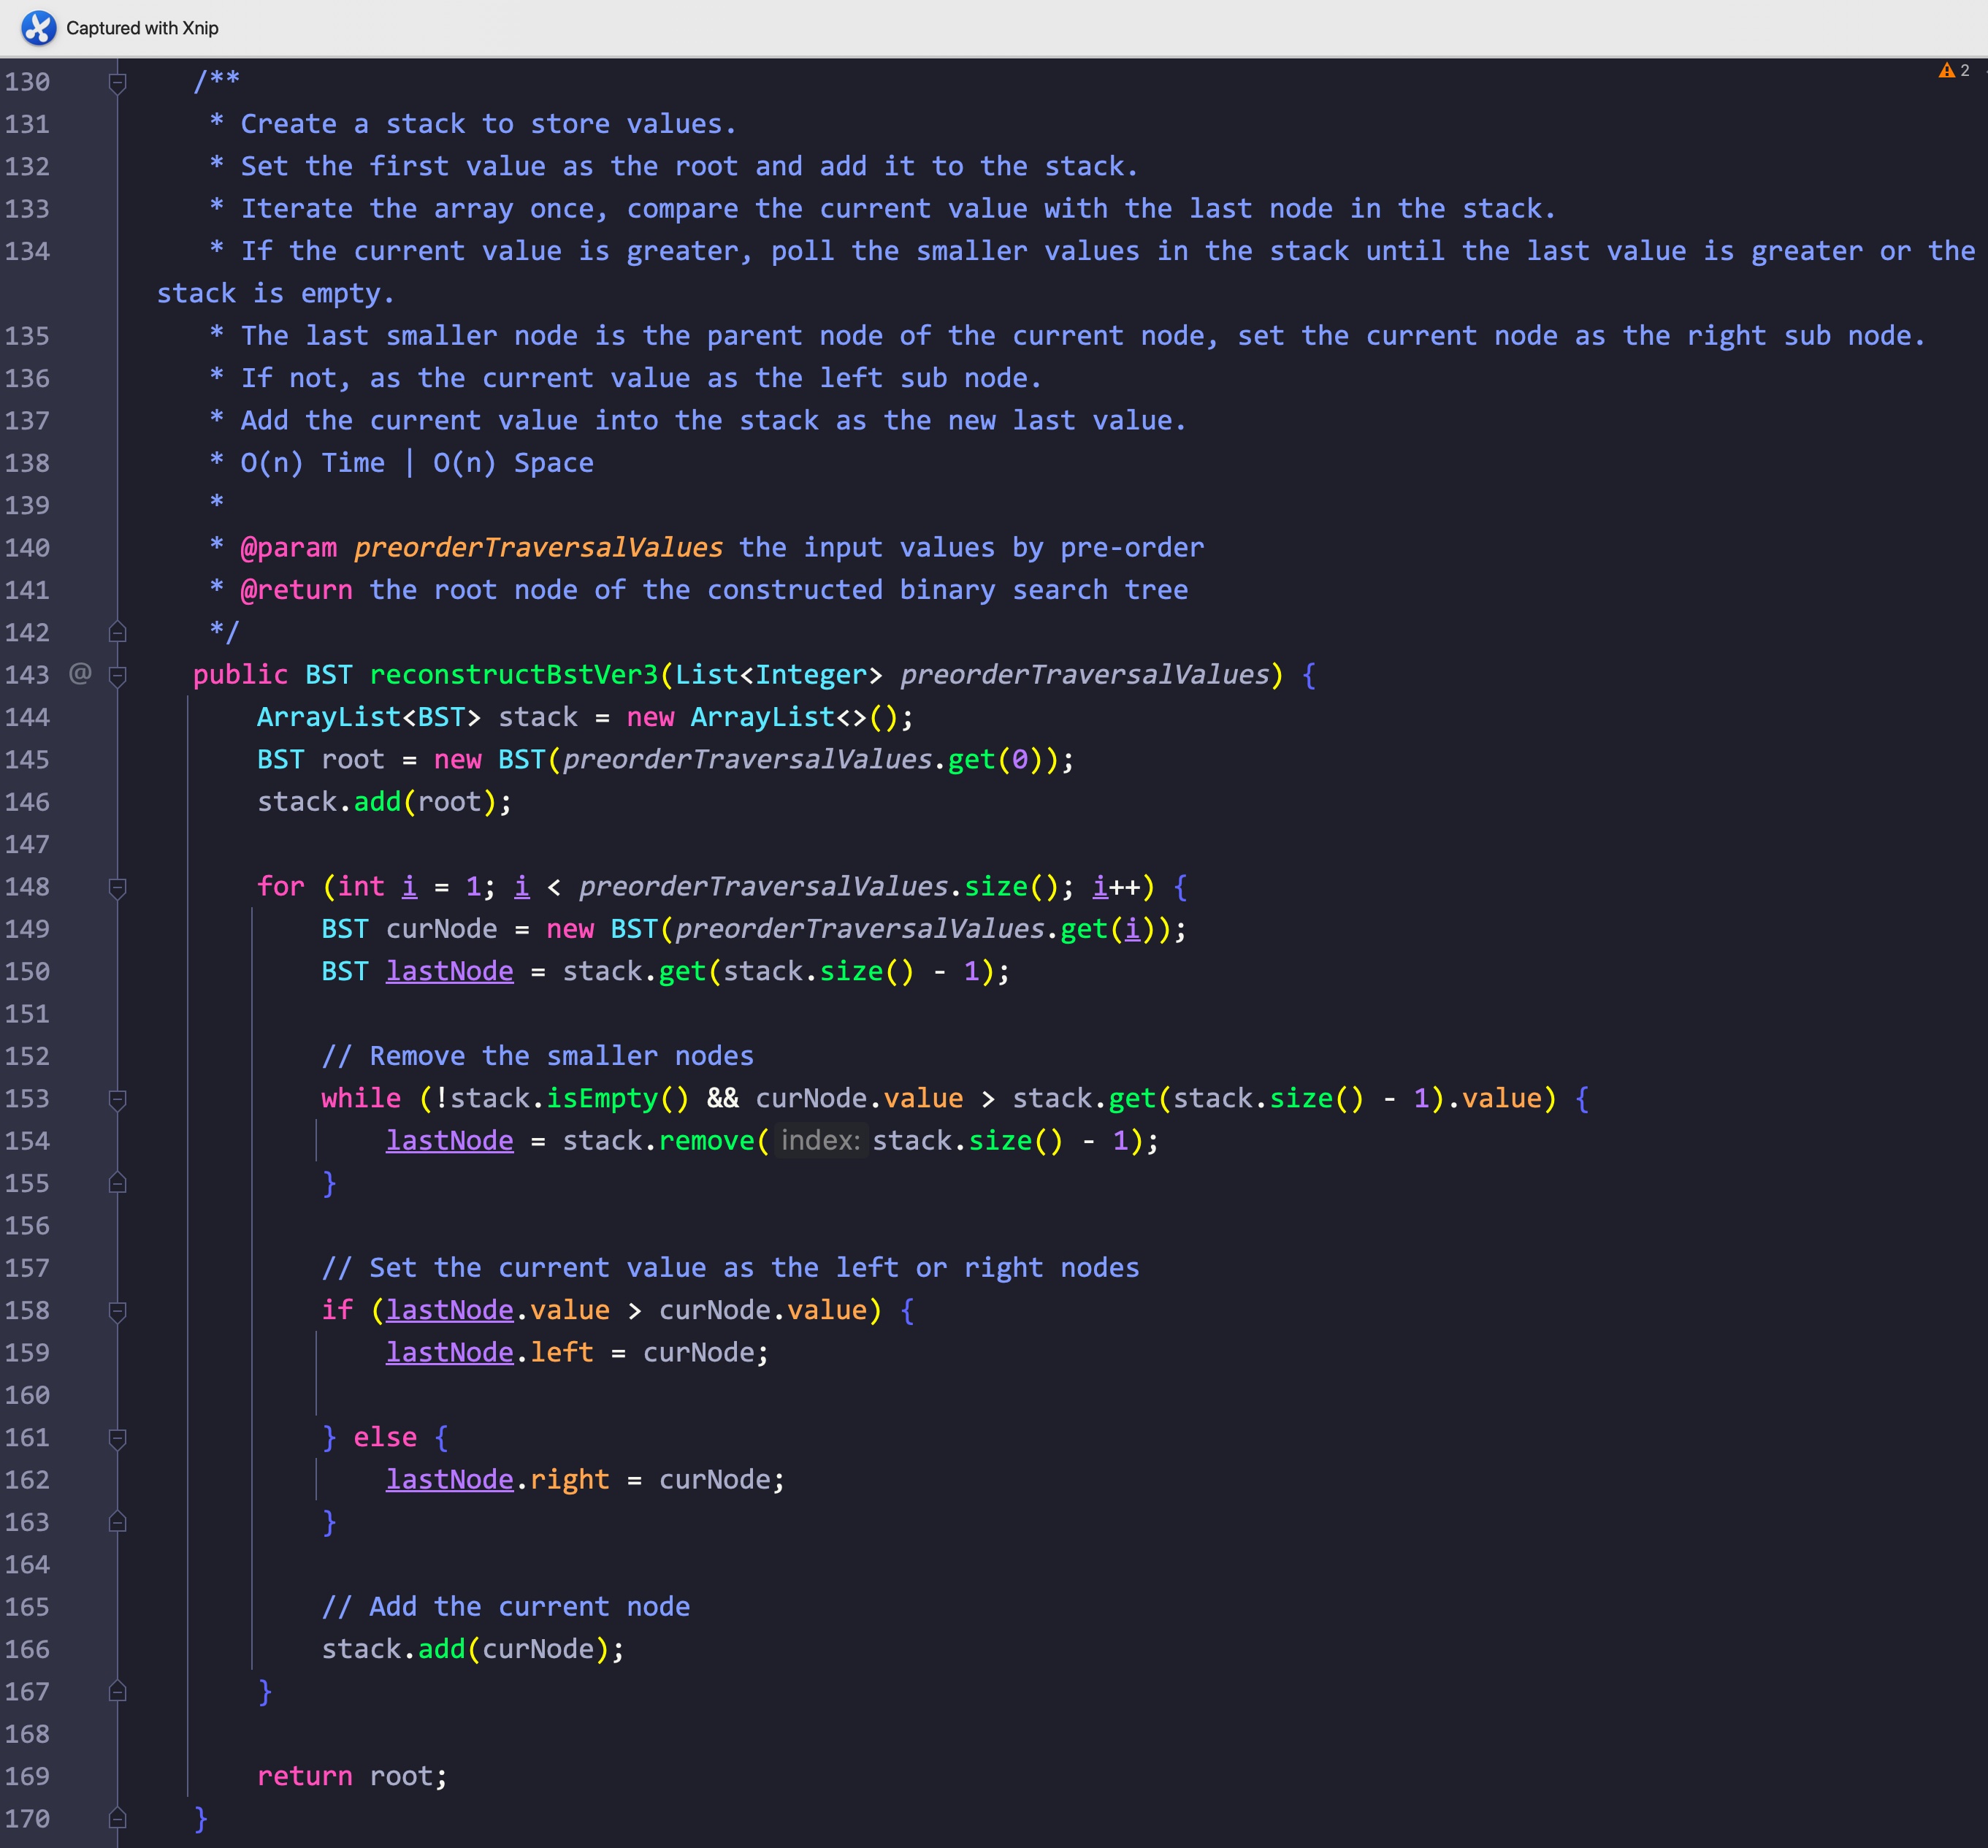 Captured with Xnip
2
130 /**
131 * Create a stack to store values.
132 * Set the first value as the root and add it to the stack.
133 * Iterate the array once, compare the current value with the last node in the stack.
134 * If the current value is greater, poll the smaller values in the stack until the last value is greater or the
stack is empty.
135 * The last smaller node is the parent node of the current node, set the current node as the right sub node.
136 * If not, as the current value as the left sub node.
137 * Add the current value into the stack as the new last value.
138 * O(n) Time | O(n) Space
139 *
140 * @param preorderTraversalValues the input values by pre-order
141 * @return the root node of the constructed binary search tree
142 */
143 @ public BST reconstructBstVer3(List<Integer> preorderTraversalValues) {
144 ArrayList<BST> stack = new ArrayList<>();
145 BST root = new BST(preorderTraversalValues.get(0));
146 stack.add(root);
147
148 for (int i = 1; i < preorderTraversalValues.size(); i++) {
149 BST curNode = new BST(preorderTraversalValues.get(i));
150 BST lastNode = stack.get(stack.size() - 1);
151
152 // Remove the smaller nodes
153 while (!stack.isEmpty() && curNode.value > stack.get(stack.size() - 1).value) {
154 lastNode = stack.remove( index: stack.size() - 1);
155 }
156
157 // Set the current value as the left or right nodes
158 if (lastNode.value > curNode.value) {
159 lastNode.left = curNode;
160
161 } else {
162 lastNode.right = curNode;
163 }
164
165 // Add the current node
166 stack.add(curNode);
167 }
168
169 return root;
170 }